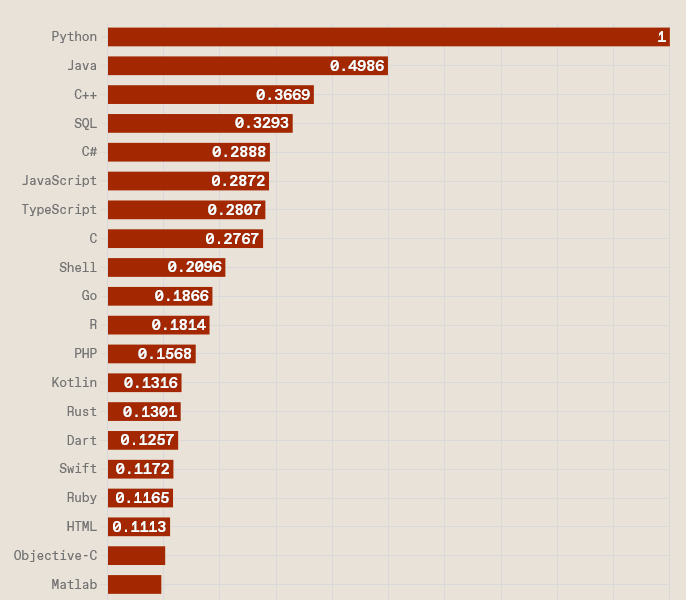 Python 1
Java 0.4986
C++ 0.3669
SQL 0.3293
C# 0.2888
JavaScript 0.2872
TypeScript 0.2807
C 0.2767
Shell 0.2096
Go 0.1866
R 0.1814
PHP 0.1568
Kotlin 0.1316
Rust 0.1301
Dart 0.1257
Swift 0.1172
Ruby 0.1165
HTML 0.1113
Objective-C
Matlab